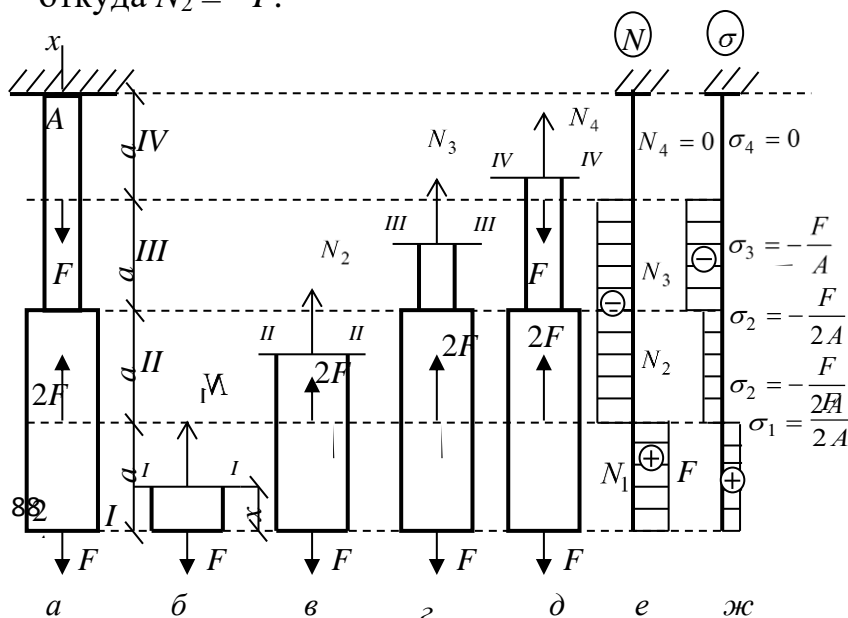 откуда N₂ = −F.
x
N
σ
A
a IV
N₃
N₄
IV IV
N₄ = 0
σ₄ = 0
a III
F
N₂
III III
F
N₃
σ₃ = − F/A
a II
2F
N₁
II II
2F
2F
2F
N₂
σ₂ = − F/2A
σ₂ = − F/2A
σ₁ = F/2A
a
I
I I
x
N₁
F
F
F
F
F
F
а б в г д е ж